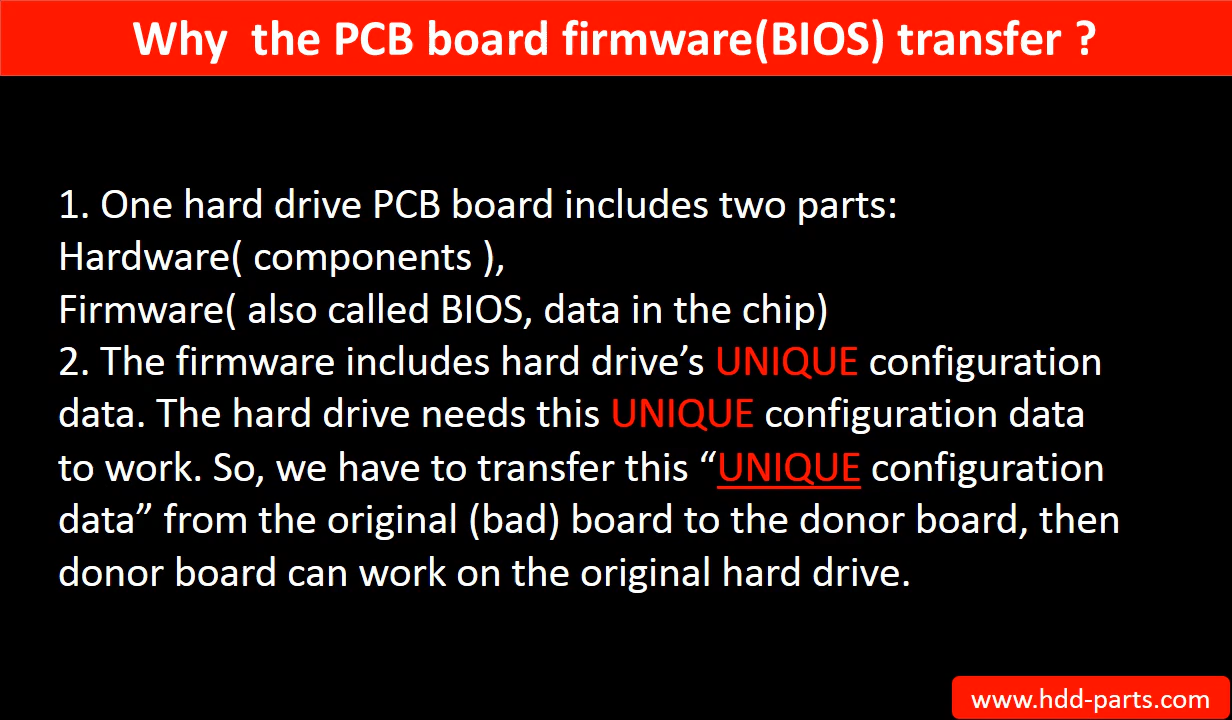 Why  the PCB board firmware(BIOS) transfer ?
1. One hard drive PCB board includes two parts:
Hardware( components ),
Firmware( also called BIOS, data in the chip)
2. The firmware includes hard drive’s UNIQUE configuration
data. The hard drive needs this UNIQUE configuration data
to work. So, we have to transfer this “UNIQUE configuration
data” from the original (bad) board to the donor board, then
donor board can work on the original hard drive.
www.hdd-parts.com